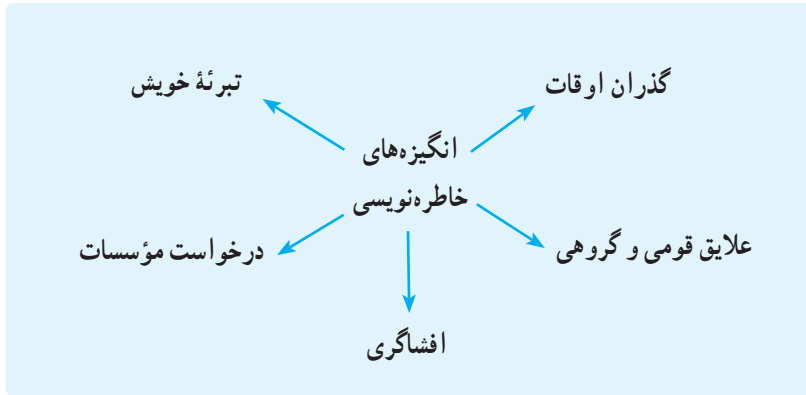 گذران اوقات
تبرئهٔ خویش
انگیزه‌های
خاطره‌نویسی
علایق قومی و گروهی
درخواست مؤسسات
افشاگری